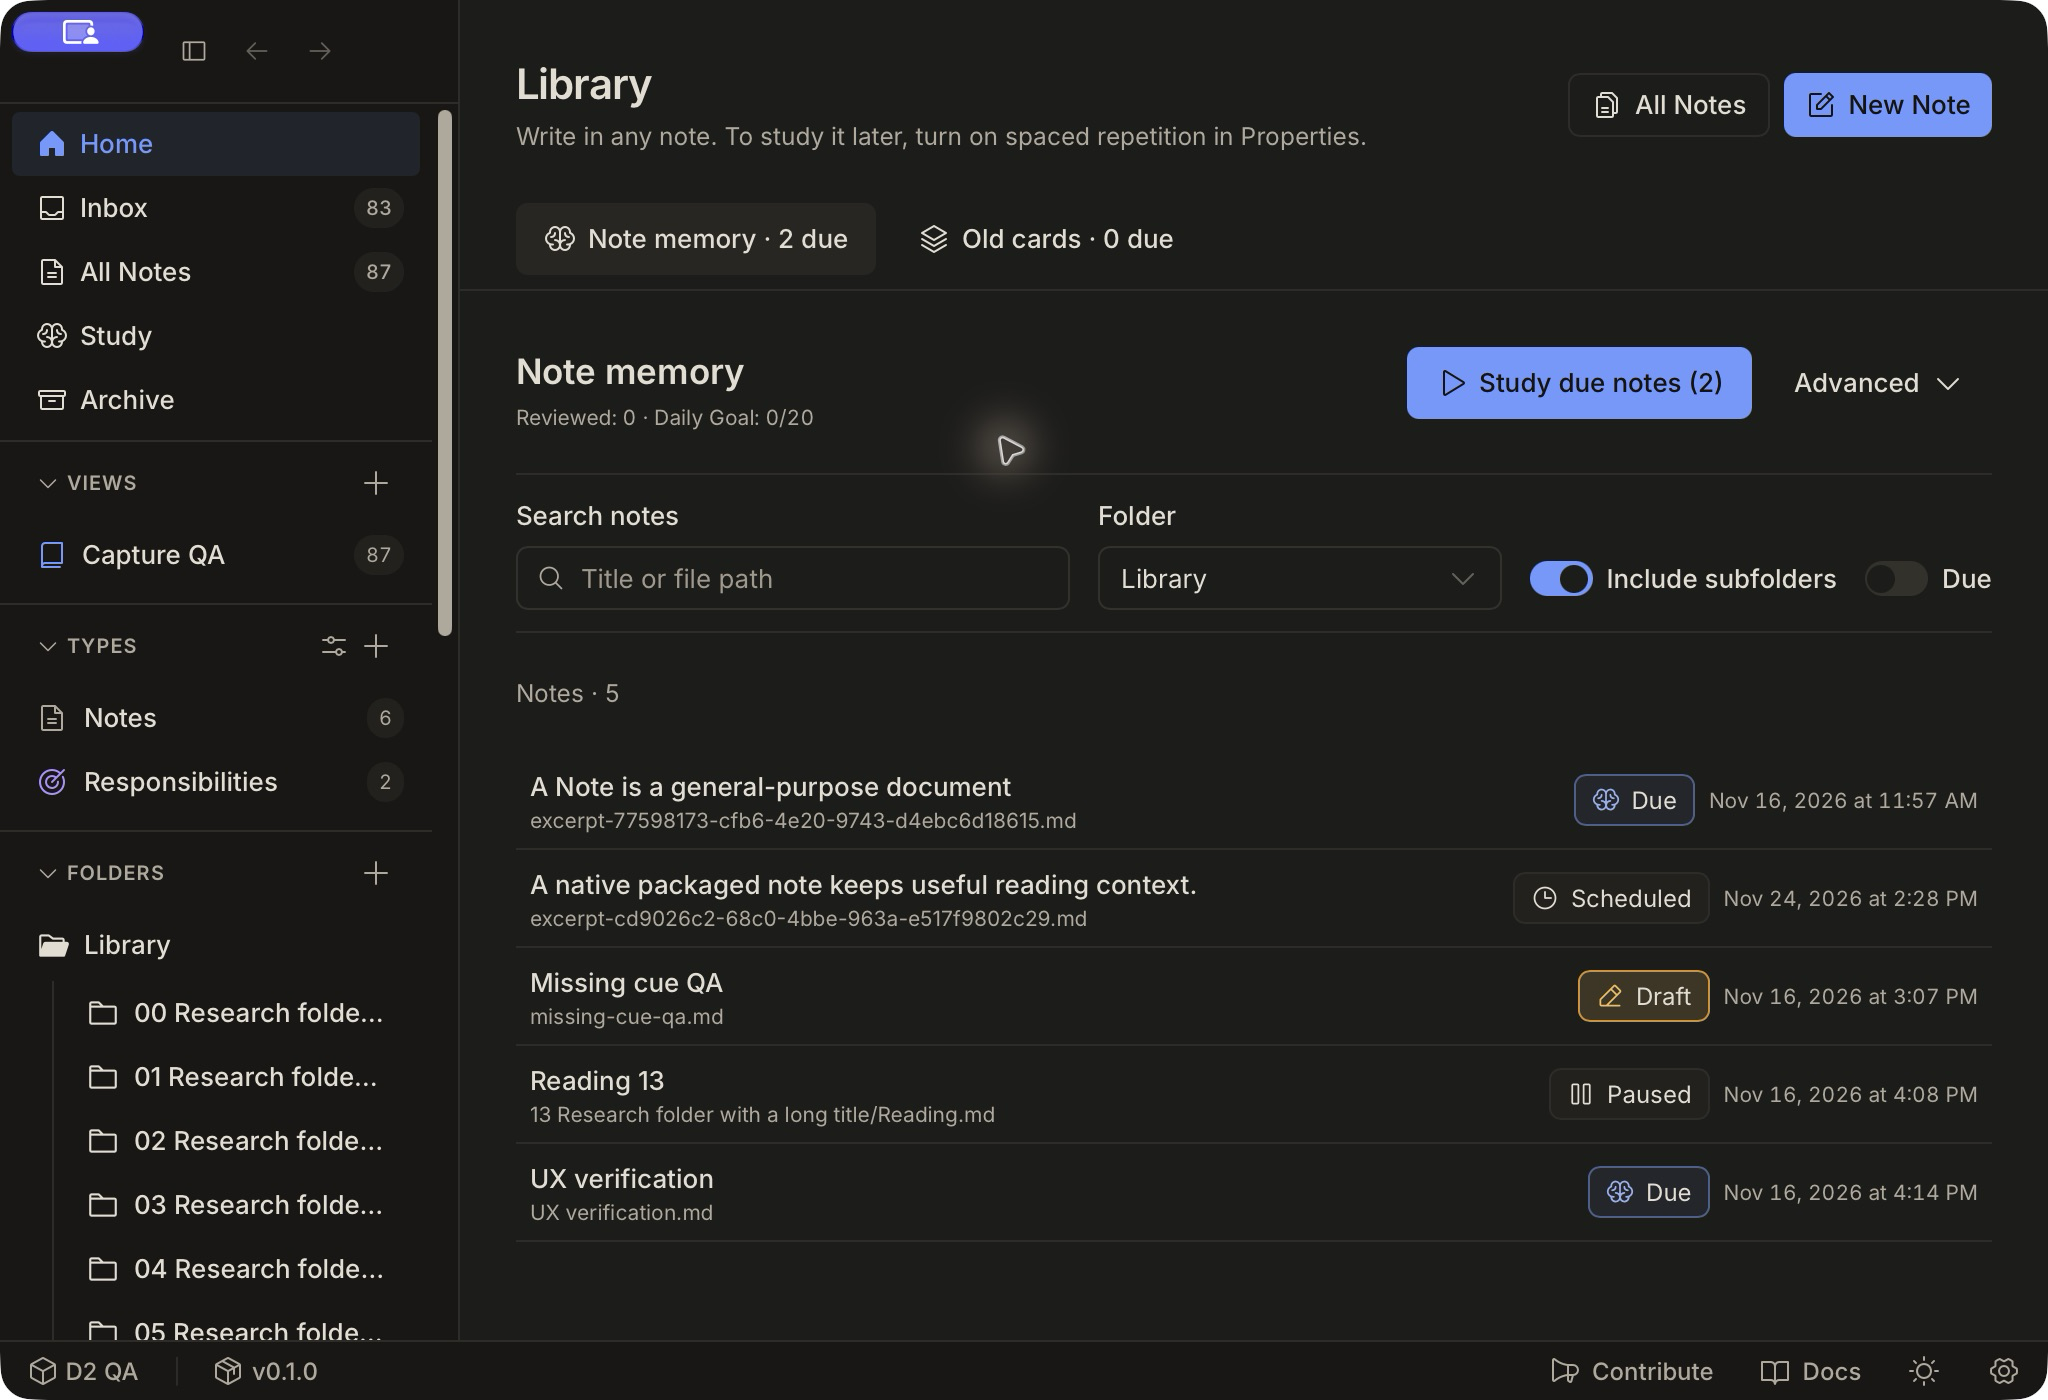 Home
Inbox 83
All Notes 87
Study
Archive
VIEWS
Capture QA 87
TYPES
Notes 6
Responsibilities 2
FOLDERS
Library
00 Research folde...
01 Research folde...
02 Research folde...
03 Research folde...
04 Research folde...
05 Research folde...
Library
Write in any note. To study it later, turn on spaced repetition in Properties.
All Notes
New Note
Note memory · 2 due
Old cards · 0 due
Note memory
Reviewed: 0 · Daily Goal: 0/20
Study due notes (2)
Advanced
Search notes
Title or file path
Folder
Library
Include subfolders
Due
Notes · 5
A Note is a general-purpose document
excerpt-77598173-cfb6-4e20-9743-d4ebc6d18615.md
Due Nov 16, 2026 at 11:57 AM
A native packaged note keeps useful reading context.
excerpt-cd9026c2-68c0-4bbe-963a-e517f9802c29.md
Scheduled Nov 24, 2026 at 2:28 PM
Missing cue QA
missing-cue-qa.md
Draft Nov 16, 2026 at 3:07 PM
Reading 13
13 Research folder with a long title/Reading.md
Paused Nov 16, 2026 at 4:08 PM
UX verification
UX verification.md
Due Nov 16, 2026 at 4:14 PM
D2 QA
v0.1.0
Contribute
Docs